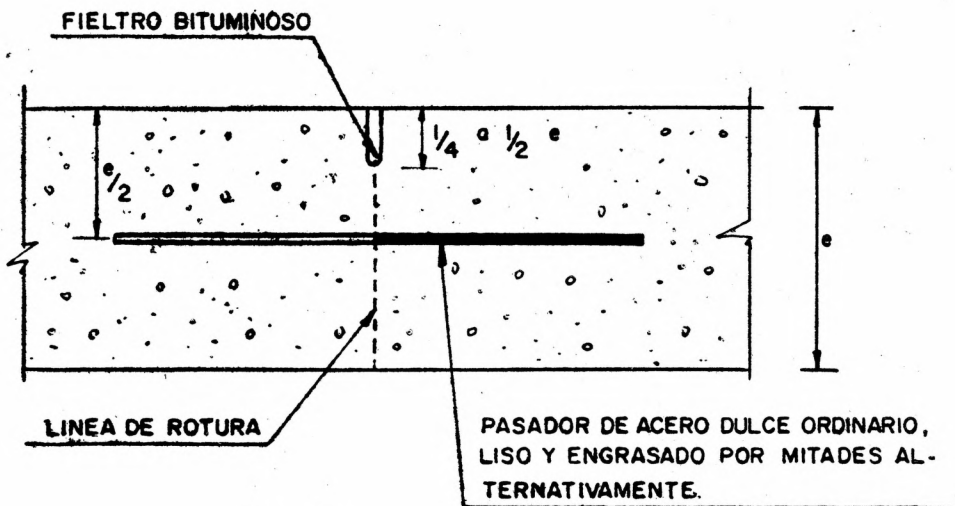 FIELTRO BITUMINOSO
1/4 a 1/2 e
e/2
e
LINEA DE ROTURA
PASADOR DE ACERO DULCE ORDINARIO,
LISO Y ENGRASADO POR MITADES AL-
TERNATIVAMENTE.